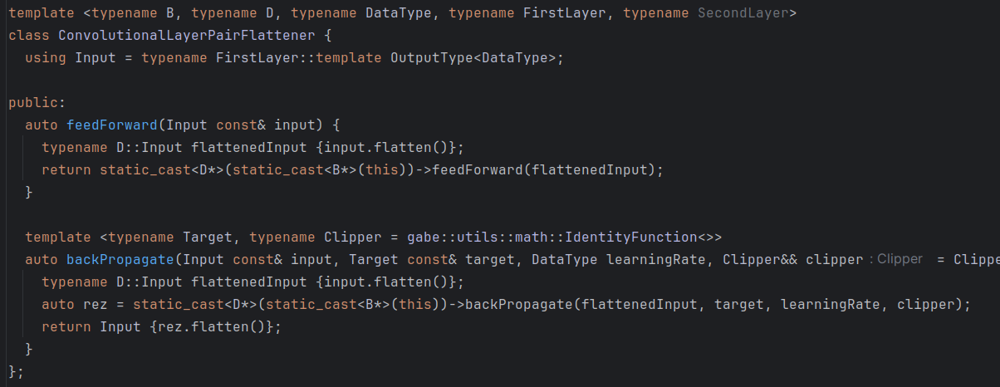 template <typename B, typename D, typename DataType, typename FirstLayer, typename SecondLayer>
class ConvolutionalLayerPairFlattener {
  using Input = typename FirstLayer::template OutputType<DataType>;

public:
  auto feedForward(Input const& input) {
    typename D::Input flattenedInput {input.flatten()};
    return static_cast<D*>(static_cast<B*>(this))->feedForward(flattenedInput);
  }

  template <typename Target, typename Clipper = gabe::utils::math::IdentityFunction<>>
  auto backPropagate(Input const& input, Target const& target, DataType learningRate, Clipper&& clipper : Clipper = Clippe
    typename D::Input flattenedInput {input.flatten()};
    auto rez = static_cast<D*>(static_cast<B*>(this))->backPropagate(flattenedInput, target, learningRate, clipper);
    return Input {rez.flatten()};
  }
};